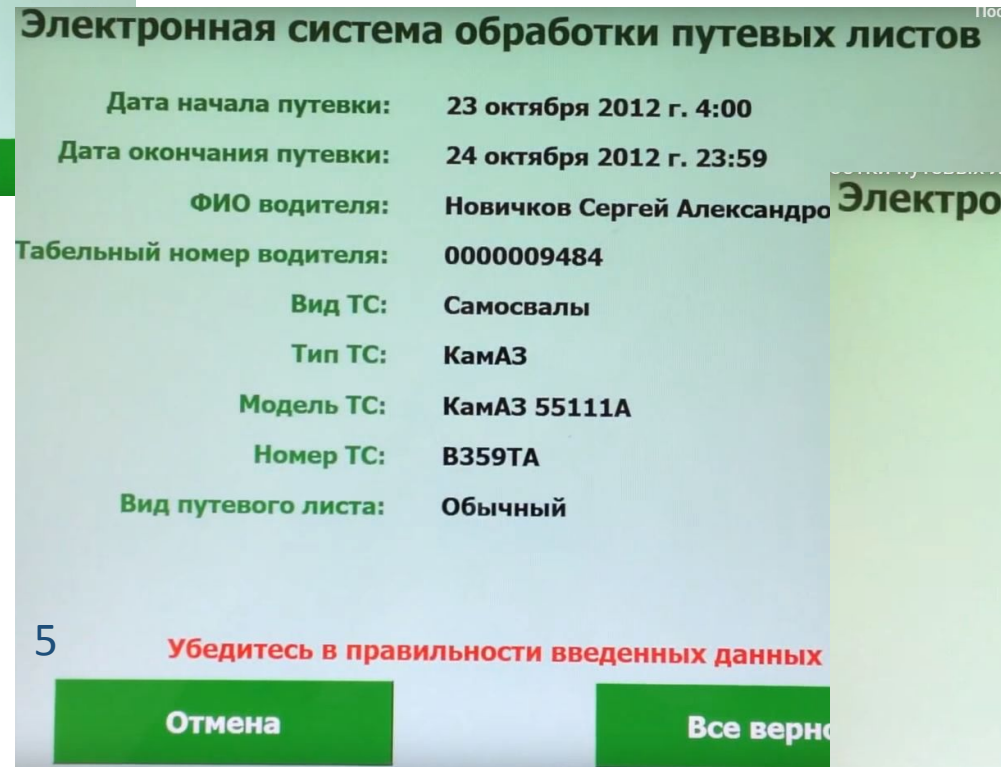 Электронная система обработки путевых листов
Дата начала путевки: 23 октября 2012 г. 4:00
Дата окончания путевки: 24 октября 2012 г. 23:59
ФИО водителя: Новичков Сергей Александро
Табельный номер водителя: 0000009484
Вид ТС: Самосвалы
Тип ТС: КамАЗ
Модель ТС: КамАЗ 55111А
Номер ТС: В359ТА
Вид путевого листа: Обычный
5
Убедитесь в правильности введенных данных
Отмена
Все верно
Электро